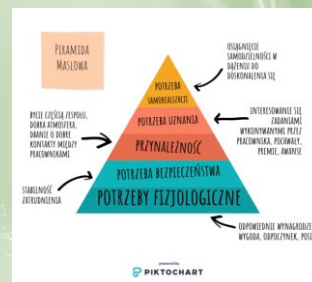 PIRAMIDA
MASLOWA
OSIĄGNIĘCIE
SAMODZIELNOŚCI W
DĄŻENIU DO
DOSKONALENIA SIĘ
POTRZEBA
SAMOREALIZACJI
BYCIE CZĘŚCIĄ ZESPOŁU,
DOBRA ATMOSFERA,
DBANIE O DOBRE
KONTAKTY MIĘDZY
PRACOWNIKAMI
POTRZEBA UZNANIA
INTERESOWANIE SIĘ
ZADANIAMI
WYKONYWANYMI PRZEZ
PRACOWNIKA, POCHWAŁY,
PREMIE, AWANSE
PRZYNALEŻNOŚĆ
STABILNOŚĆ
ZATRUDNIENIA
POTRZEBA BEZPIECZEŃSTWA
POTRZEBY FIZJOLOGICZNE
ODPOWIEDNIE
WYGODA, ODPOCZYNEK,
powered by
PIKTOCHART